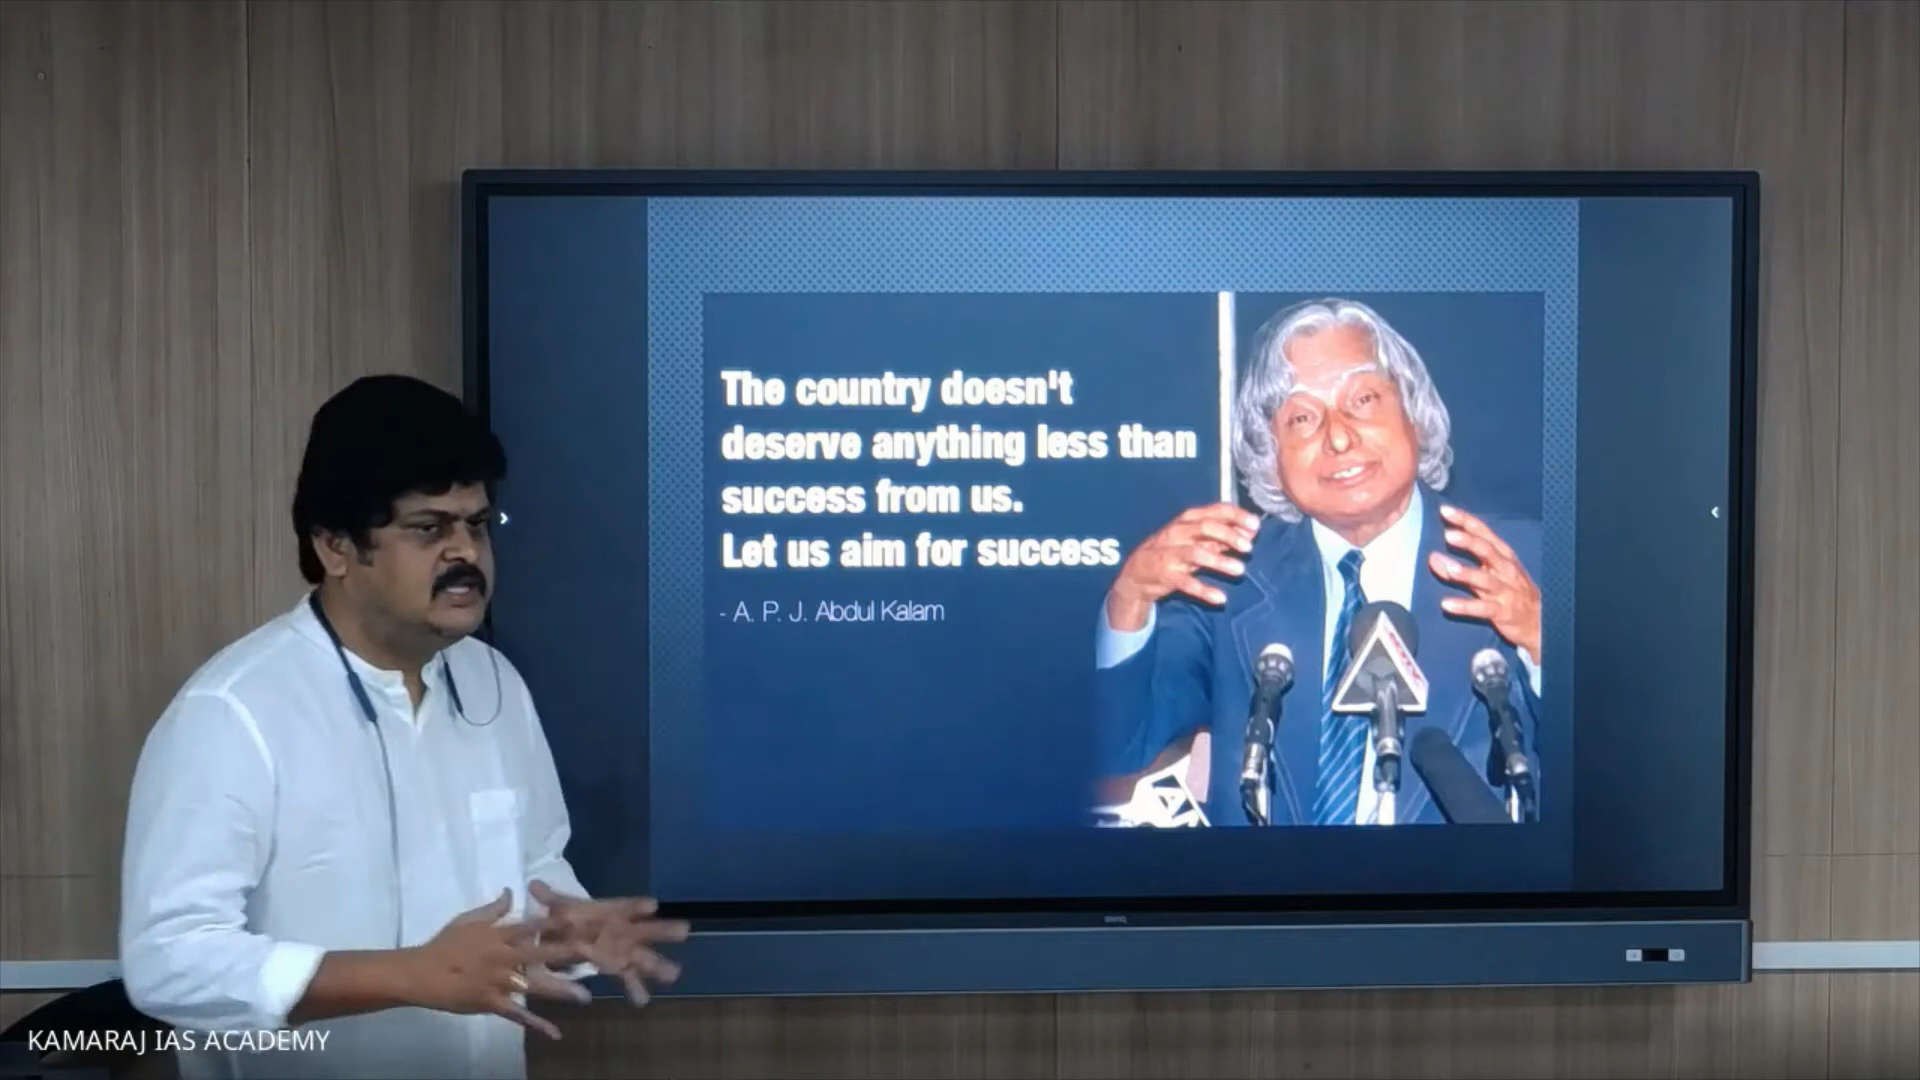 The country doesn't
deserve anything less than
success from us.
Let us aim for success
- A. P. J. Abdul Kalam
BenQ
KAMARAJ IAS ACADEMY